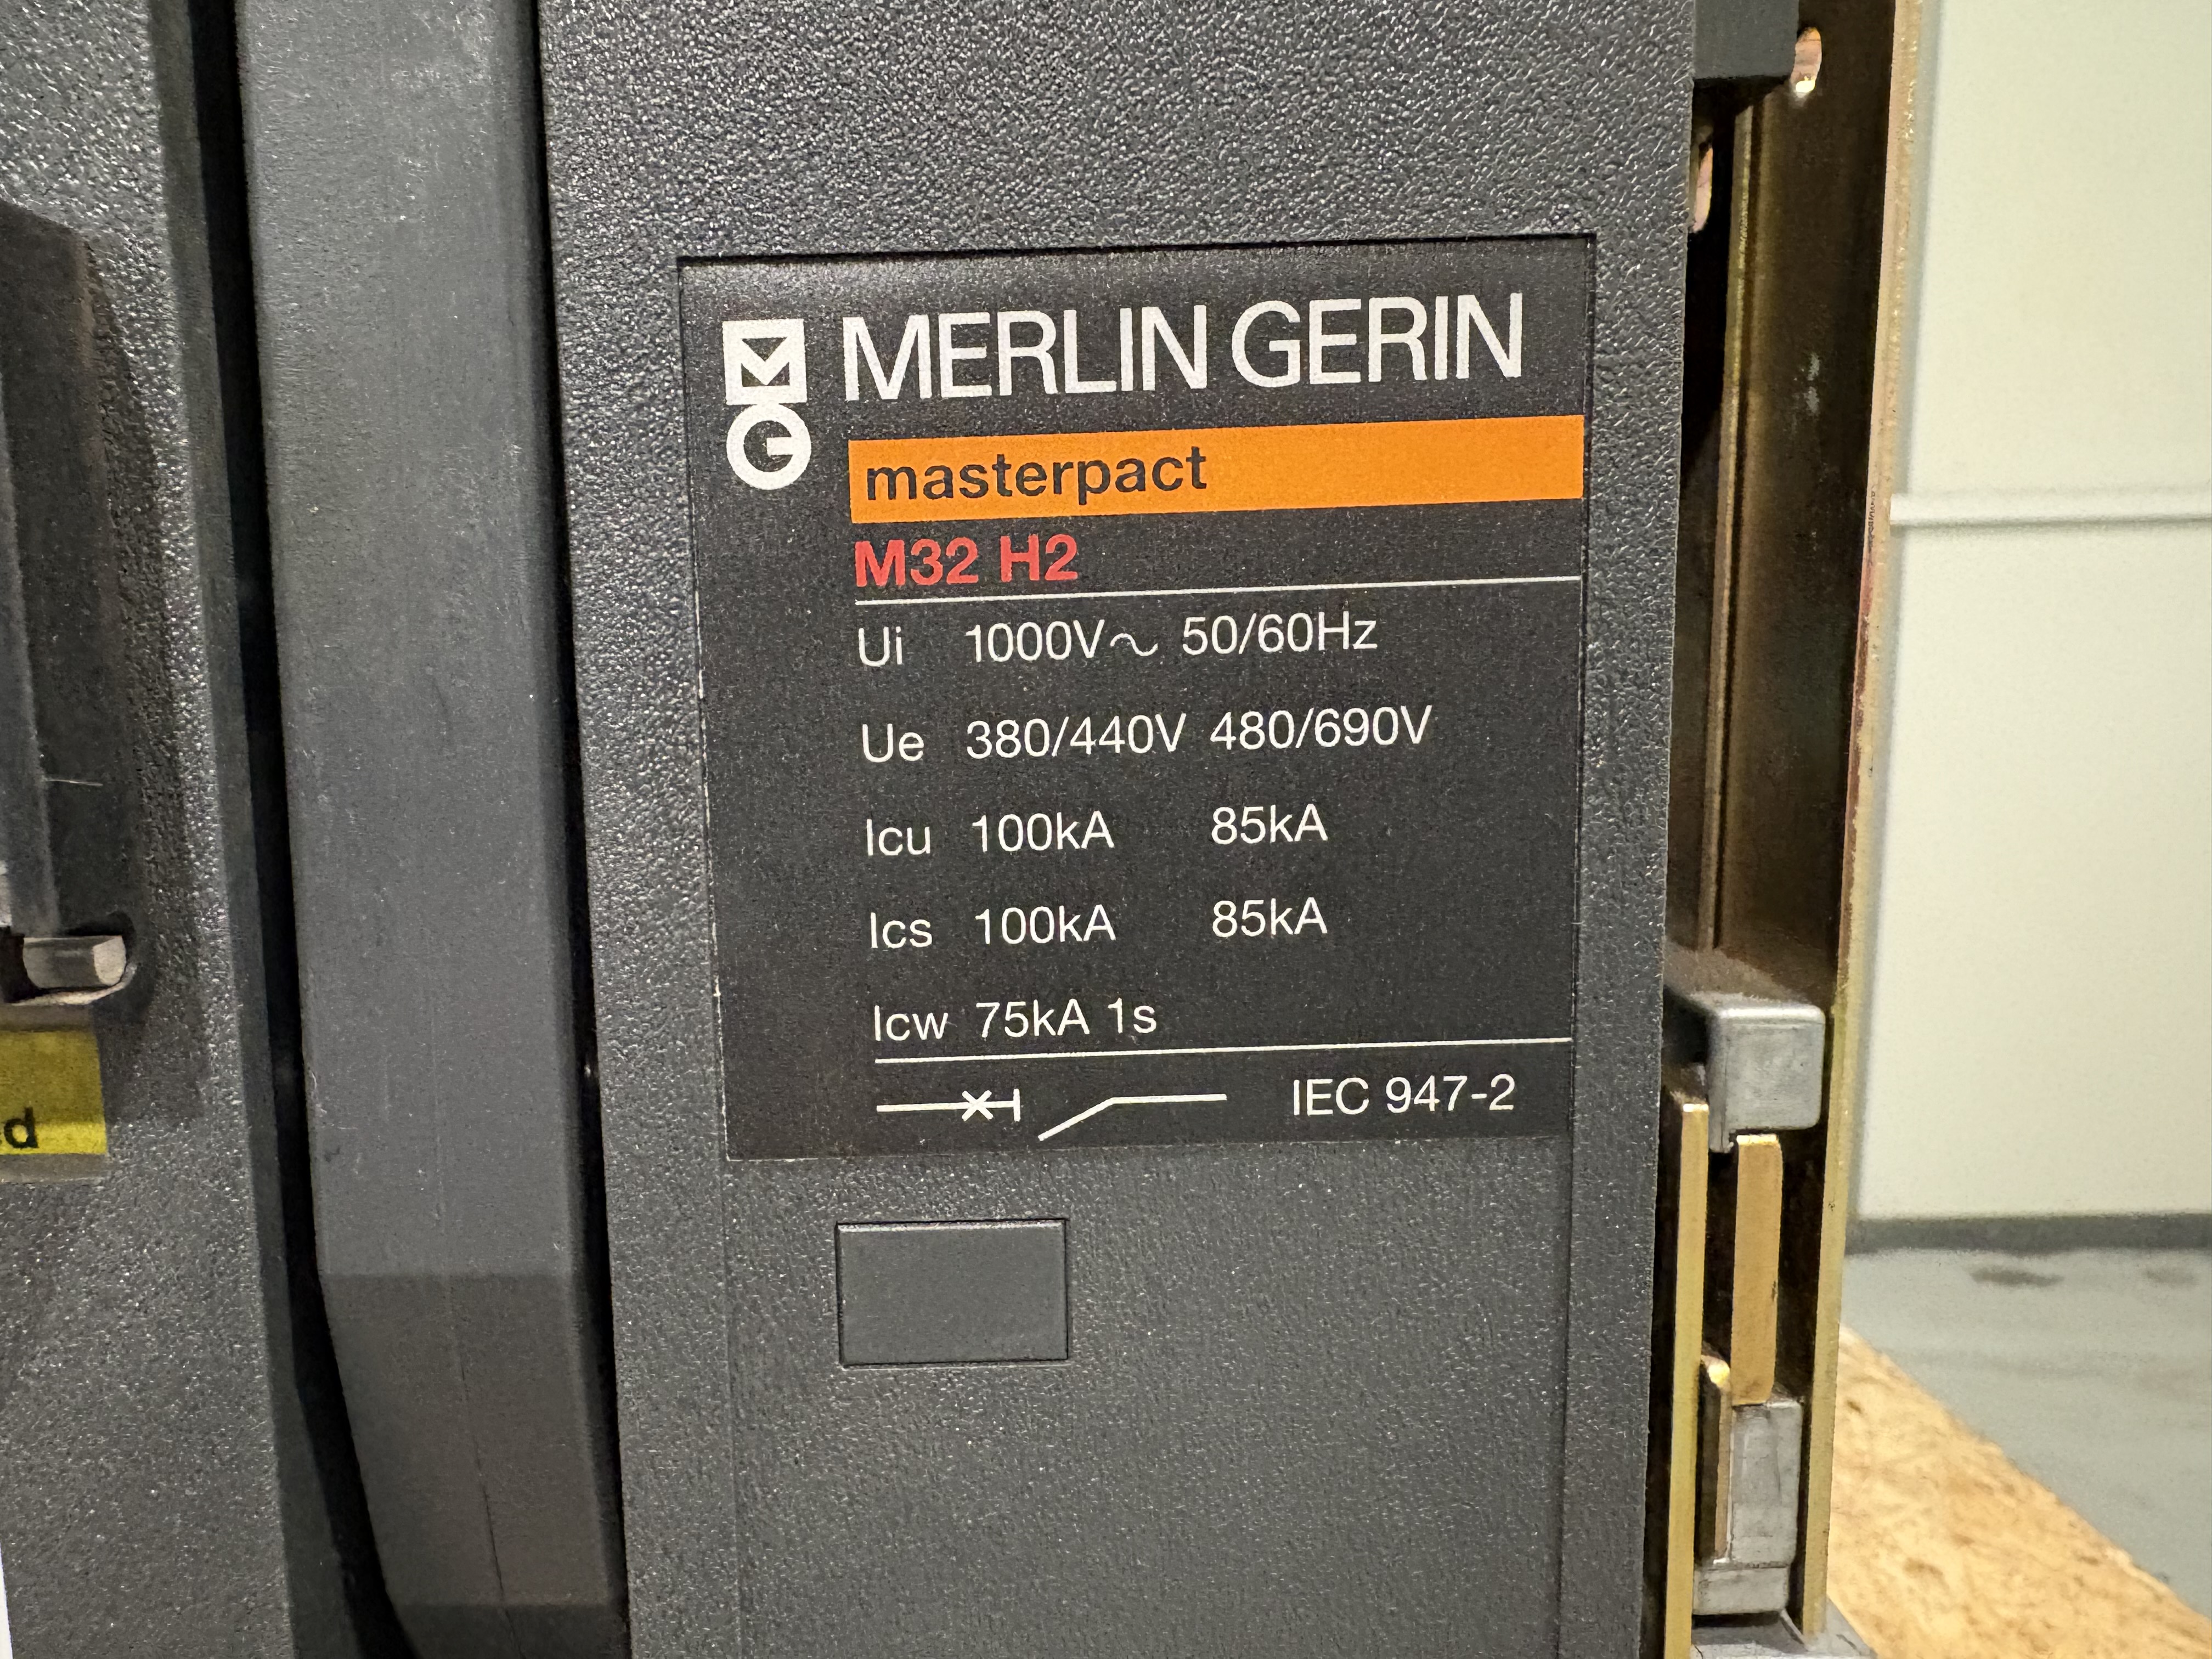 MERLIN GERIN
masterpact
M32 H2
Ui 1000V~ 50/60Hz
Ue 380/440V 480/690V
Icu 100kA 85kA
Ics 100kA 85kA
Icw 75kA 1s
IEC 947-2